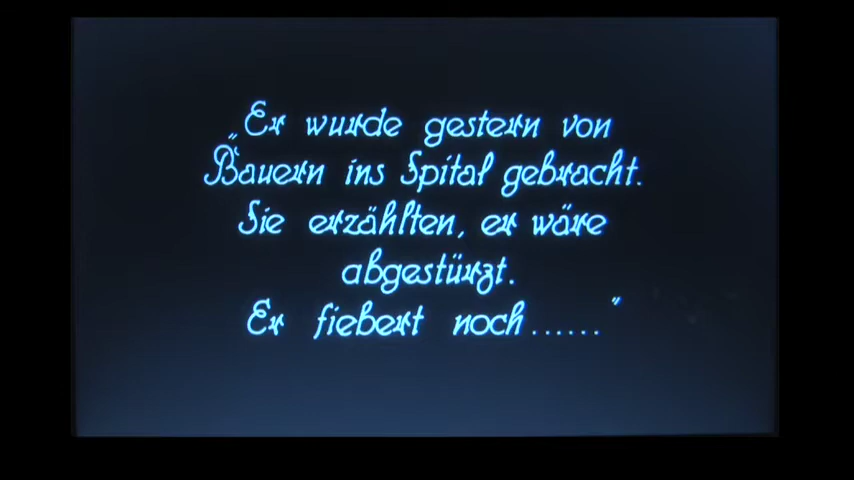 „Er wurde gestern von
Bauern ins Spital gebracht.
Sie erzählten, er wäre
abgestürzt.
Er fiebert noch......"